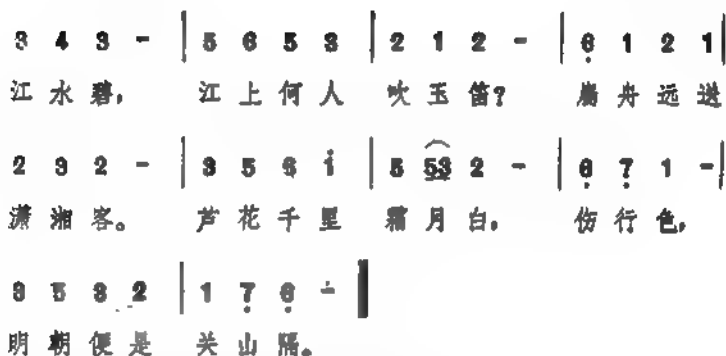 3 4 3 - | 5 6 5 3 | 2 1 2 - | 6̣ 1 2 1 |
江水碧， 江上何人 吹玉笛？ 扁舟远送
2 3 2 - | 3 5 6 i | 5 53 2 - | 6̣ 7̣ 1 - |
潇湘客。 芦花千里 霜月白， 伤行色，
3 5 3 2 | 1 7̣ 6̣ - ‖
明朝便是 关山隔。